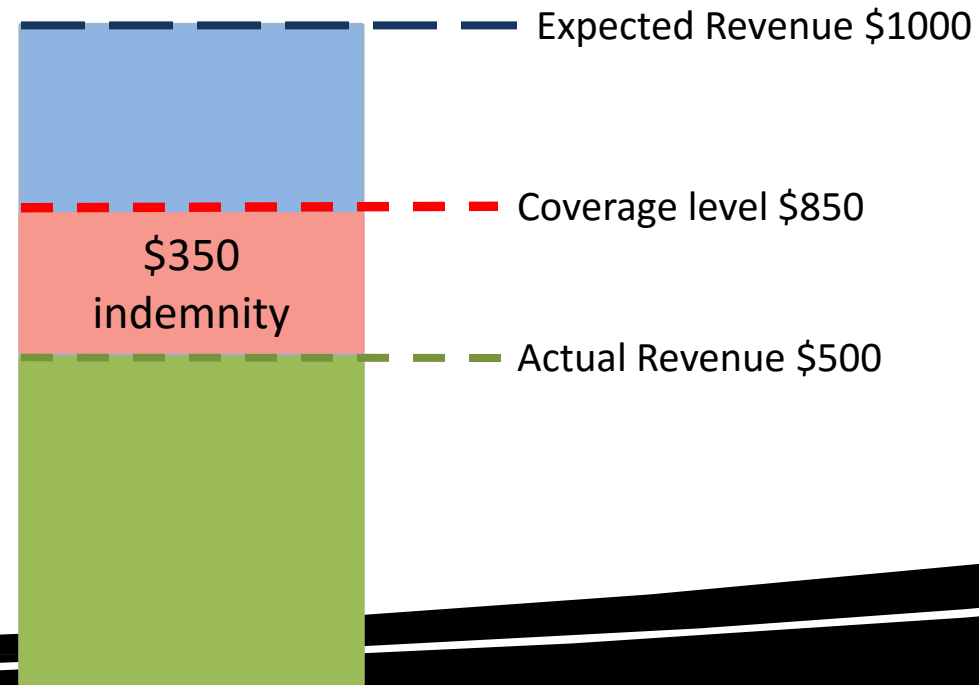 Expected Revenue $1000
Coverage level $850
$350
indemnity
Actual Revenue $500